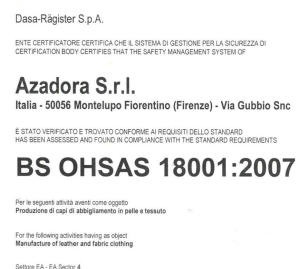 Dasa-Rägister S.p.A.
ENTE CERTIFICATORE CERTIFICA CHE IL SISTEMA DI GESTIONE PER LA SICUREZZA DI
CERTIFICATION BODY CERTIFIES THAT THE SAFETY MANAGEMENT SYSTEM OF
Azadora S.r.l.
Italia - 50056 Montelupo Fiorentino (Firenze) - Via Gubbio Snc
È STATO VERIFICATO E TROVATO CONFORME AI REQUISITI DELLO STANDARD
HAS BEEN ASSESSED AND FOUND IN COMPLIANCE WITH THE STANDARD REQUIREMENTS
BS OHSAS 18001:2007
Per le seguenti attività aventi come oggetto
Produzione di capi di abbigliamento in pelle e tessuto
For the following activities having as object
Manufacture of leather and fabric clothing
Settore EA - EA Sector 4